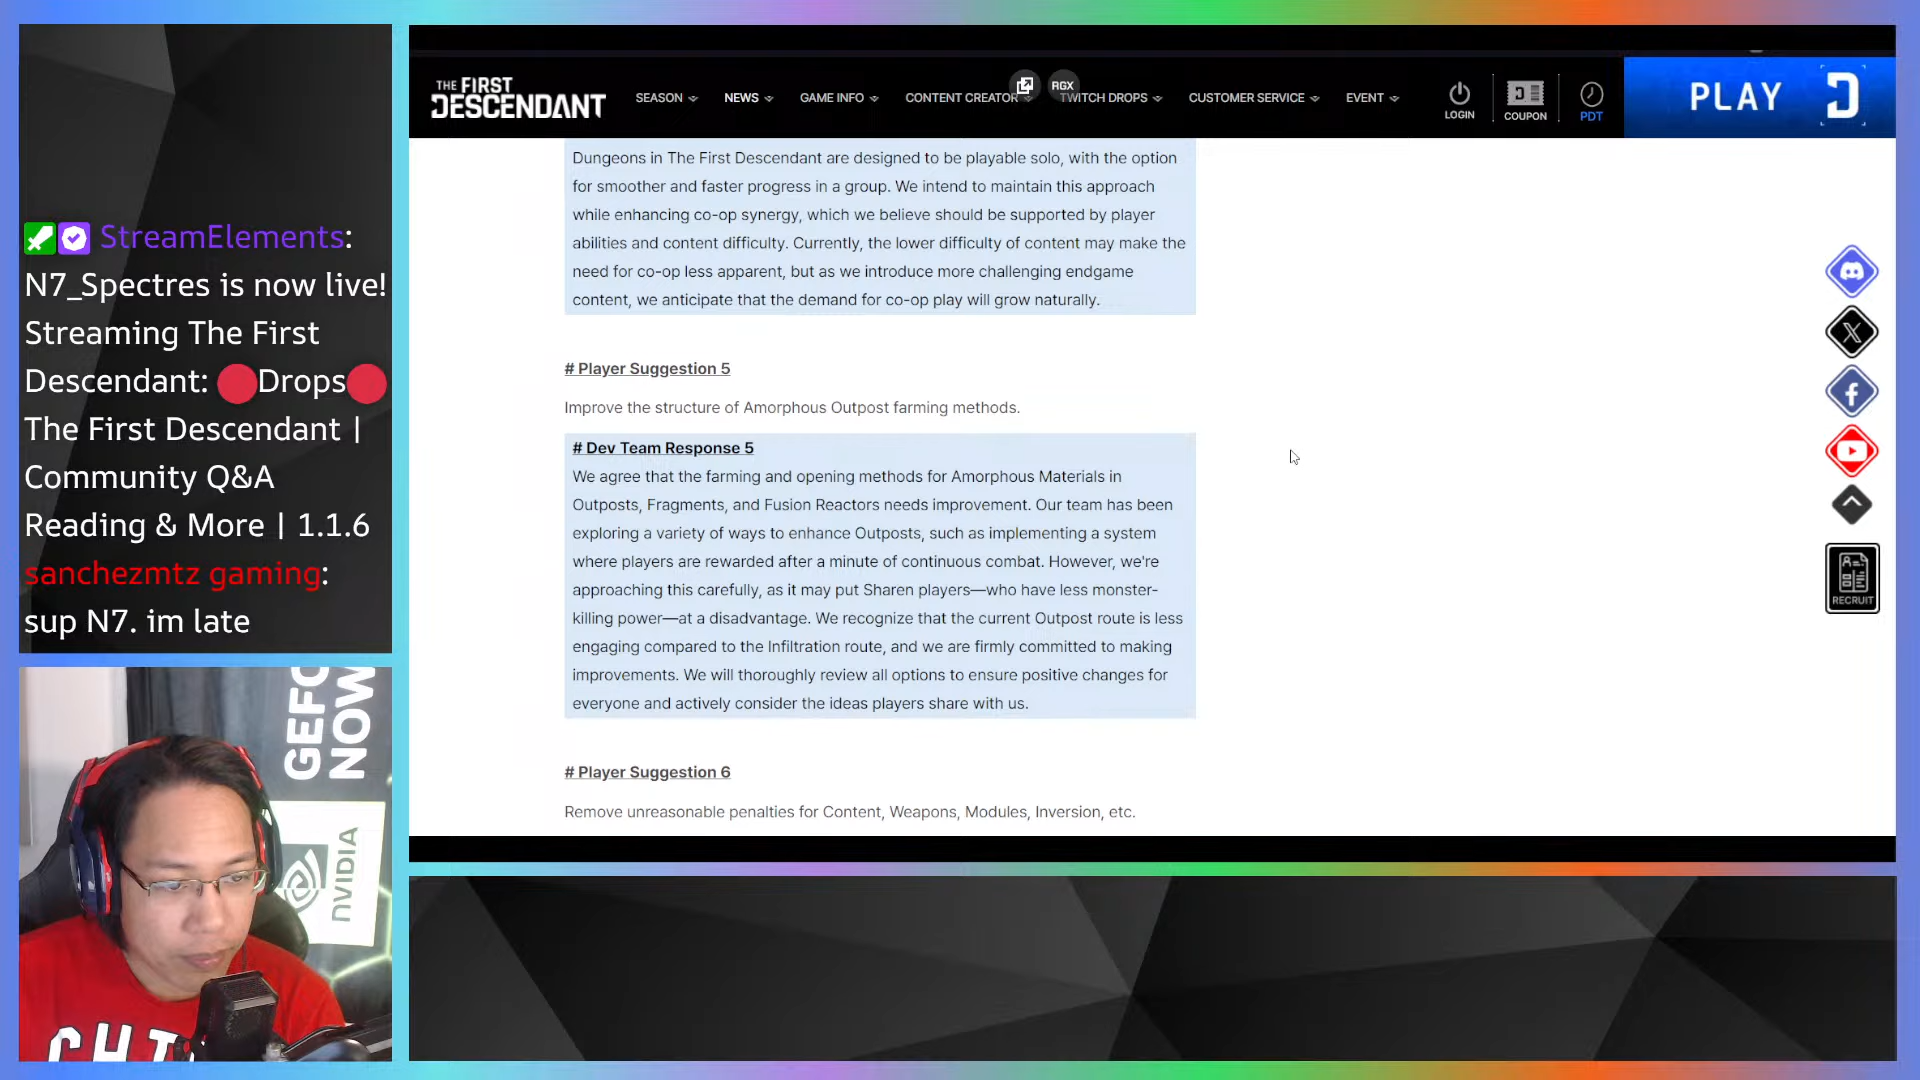 StreamElements:
N7_Spectres is now live!
Streaming The First
Descendant: 🔴Drops🔴
The First Descendant |
Community Q&A
Reading & More | 1.1.6
sanchezmtz gaming:
sup N7. im late
THE FIRST
DESCENDANT
SEASON
NEWS
GAME INFO
CONTENT CREATOR
RGX
TWITCH DROPS
CUSTOMER SERVICE
EVENT
LOGIN
COUPON
PDT
PLAY
Dungeons in The First Descendant are designed to be playable solo, with the option
for smoother and faster progress in a group. We intend to maintain this approach
while enhancing co-op synergy, which we believe should be supported by player
abilities and content difficulty. Currently, the lower difficulty of content may make the
need for co-op less apparent, but as we introduce more challenging endgame
content, we anticipate that the demand for co-op play will grow naturally.
# Player Suggestion 5
Improve the structure of Amorphous Outpost farming methods.
# Dev Team Response 5
We agree that the farming and opening methods for Amorphous Materials in
Outposts, Fragments, and Fusion Reactors needs improvement. Our team has been
exploring a variety of ways to enhance Outposts, such as implementing a system
where players are rewarded after a minute of continuous combat. However, we're
approaching this carefully, as it may put Sharen players—who have less monster-
killing power—at a disadvantage. We recognize that the current Outpost route is less
engaging compared to the Infiltration route, and we are firmly committed to making
improvements. We will thoroughly review all options to ensure positive changes for
everyone and actively consider the ideas players share with us.
# Player Suggestion 6
Remove unreasonable penalties for Content, Weapons, Modules, Inversion, etc.
RECRUIT
GEFO
NOW
NVIDIA